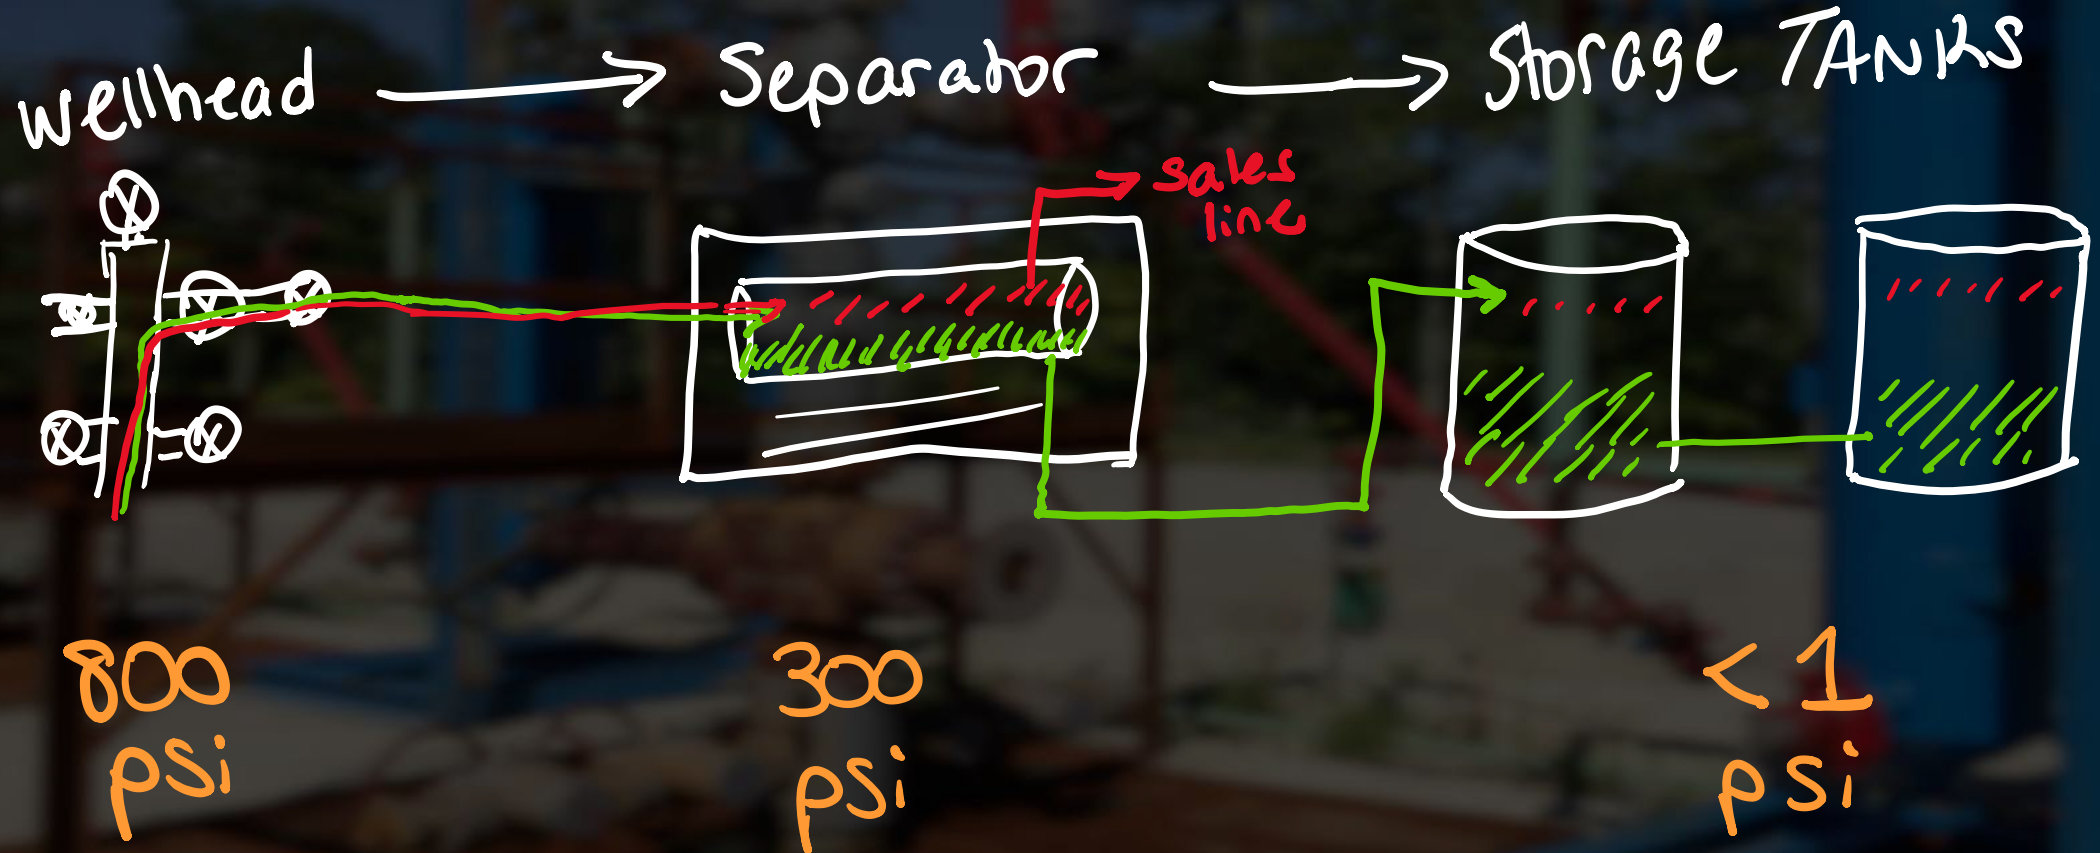 wellhead → Separator → Storage TANKS
sales
line
800
psi
300
psi
< 1
psi